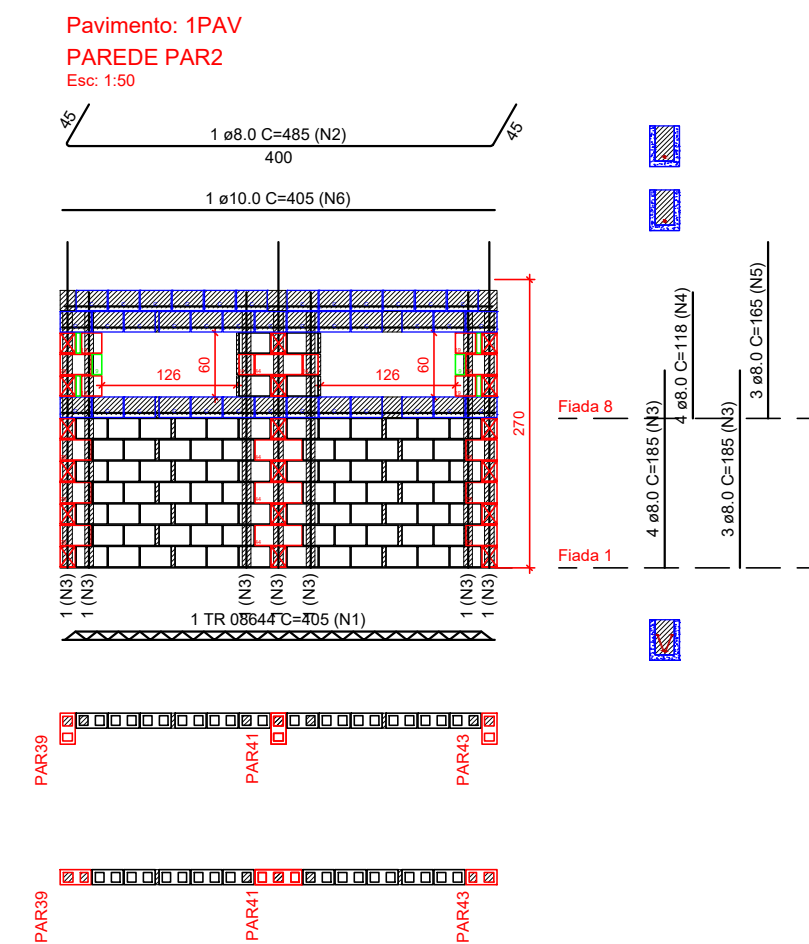 Pavimento: 1PAV
PAREDE PAR2
Esc: 1:50
45
1 ø8.0 C=485 (N2)
45
400
1 ø10.0 C=405 (N6)
126
60
126
60
270
Fiada 8
Fiada 1
4 ø8.0 C=185 (N3)
4 ø8.0 C=118 (N4)
3 ø8.0 C=185 (N3)
3 ø8.0 C=165 (N5)
1 (N3)
1 (N3)
1 (N3)
1 (N3)
1 (N3)
1 (N3)
1 (N3)
1 TR 08644 C=405 (N1)
PAR39
PAR41
PAR43
PAR39
PAR41
PAR43